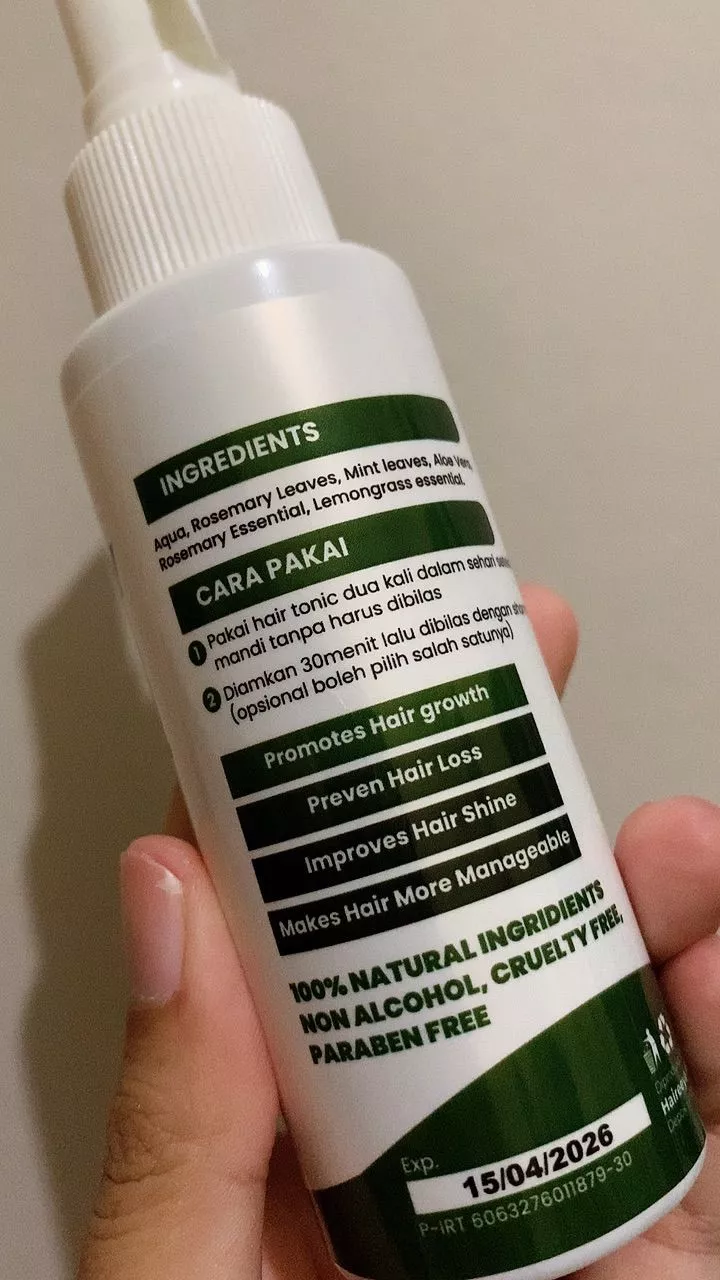 INGREDIENTS
Aqua, Rosemary Leaves, Mint leaves, Aloe Vera,
Rosemary Essential, Lemongrass essential.
CARA PAKAI
1 Pakai hair tonic dua kali dalam sehari
mandi tanpa harus dibilas
2 Diamkan 30menit lalu dibilas dengan
(opsional boleh pilih salah satunya)
Promotes Hair growth
Preven Hair Loss
Improves Hair Shine
Makes Hair More Manageable
100% NATURAL INGRIDIENTS
NON ALCOHOL, CRUELTY FREE,
PARABEN FREE
Exp.
15/04/2026
P-IRT 6063276011879-30